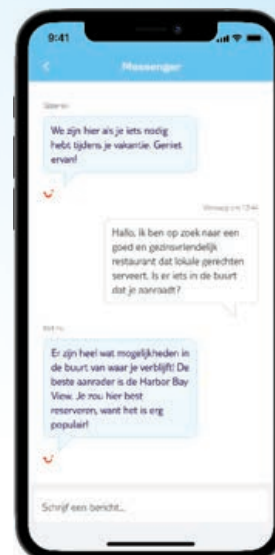 9:41
Messenger
We zijn hier als je iets nodig
hebt tijdens je vakantie. Geniet
ervan!
Hallo, ik ben op zoek naar een
goed en gezinsvriendelijk
restaurant dat lokale gerechten
serveert. Is er iets in de buurt
dat je aanraadt?
Er zijn heel wat mogelijkheden in
de buurt van waar je verblijft! De
beste aanrader is de Harbor Bay
View. Je zou hier best
reserveren, want het is erg
populair!
Schrijf een bericht...